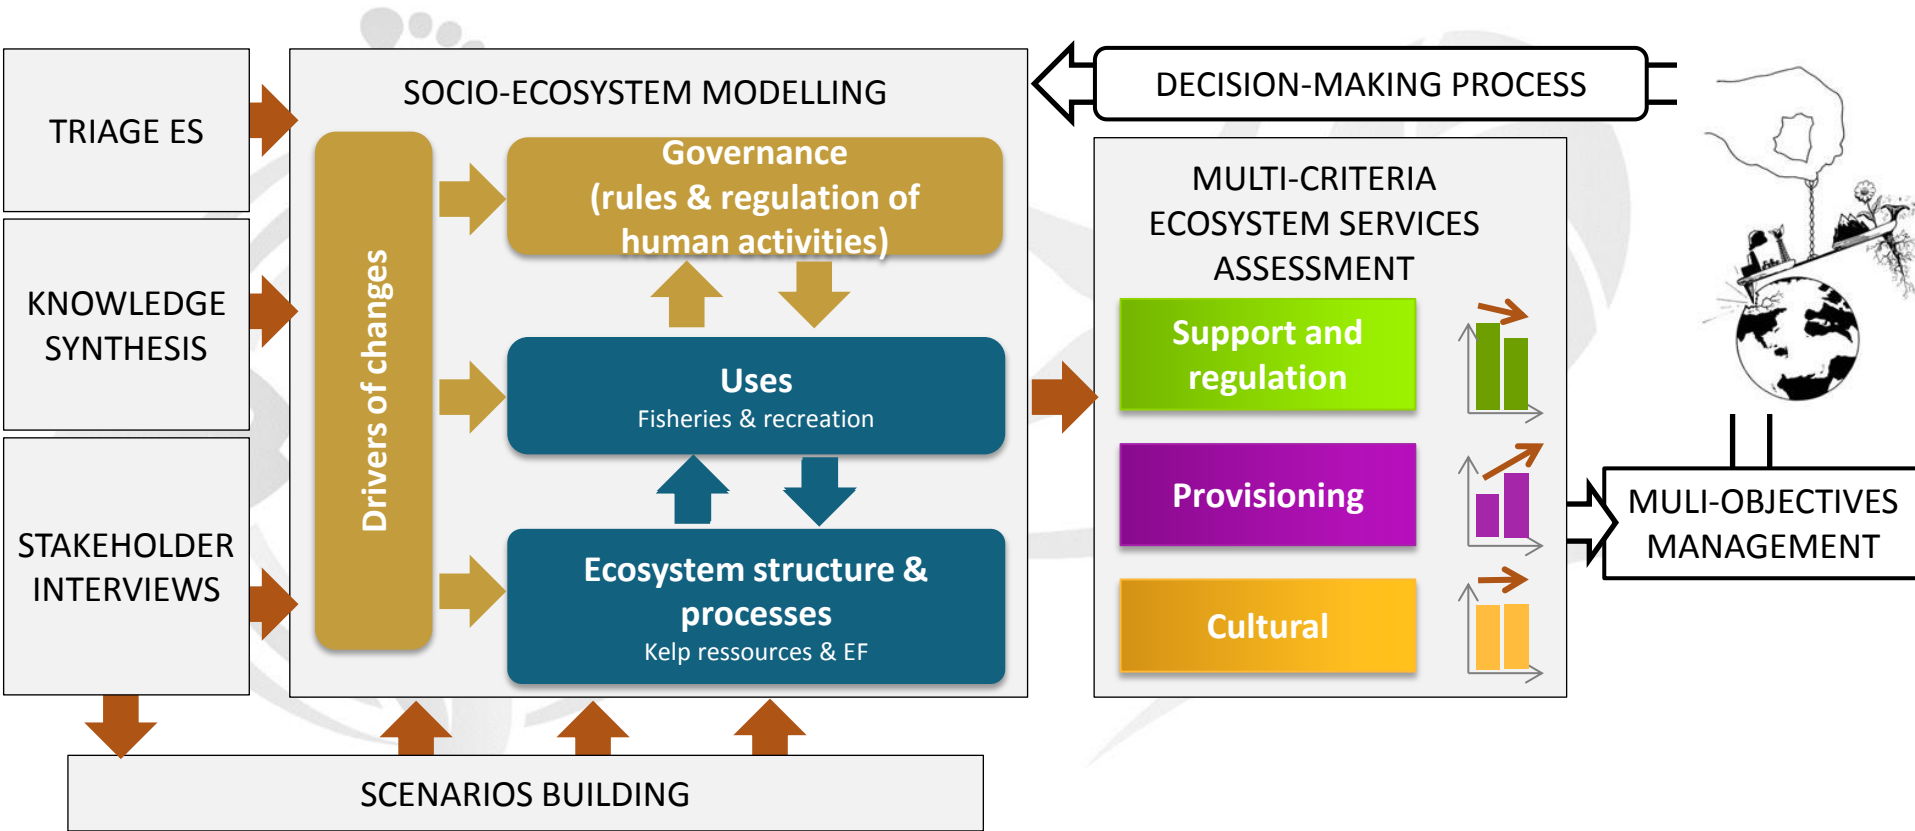 TRIAGE ES
KNOWLEDGE
SYNTHESIS
STAKEHOLDER
INTERVIEWS
SOCIO-ECOSYSTEM MODELLING
Drivers of changes
Governance
(rules & regulation of
human activities)
Uses
Fisheries & recreation
Ecosystem structure &
processes
Kelp ressources & EF
SCENARIOS BUILDING
DECISION-MAKING PROCESS
MULTI-CRITERIA
ECOSYSTEM SERVICES
ASSESSMENT
Support and
regulation
Provisioning
Cultural
MULI-OBJECTIVES
MANAGEMENT